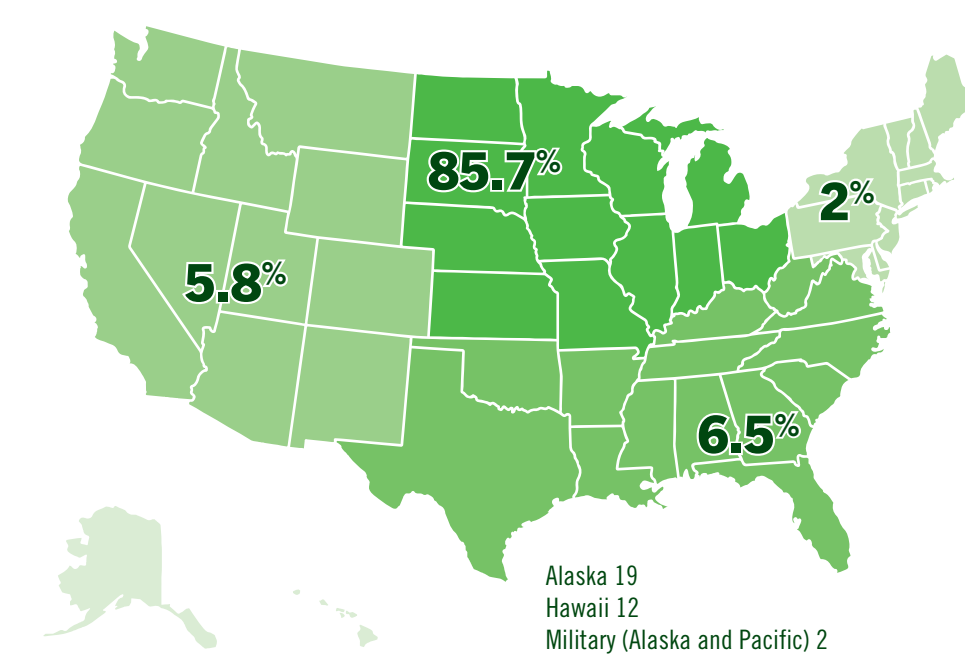 85.7%
2%
5.8%
6.5%
Alaska 19
Hawaii 12
Military (Alaska and Pacific) 2